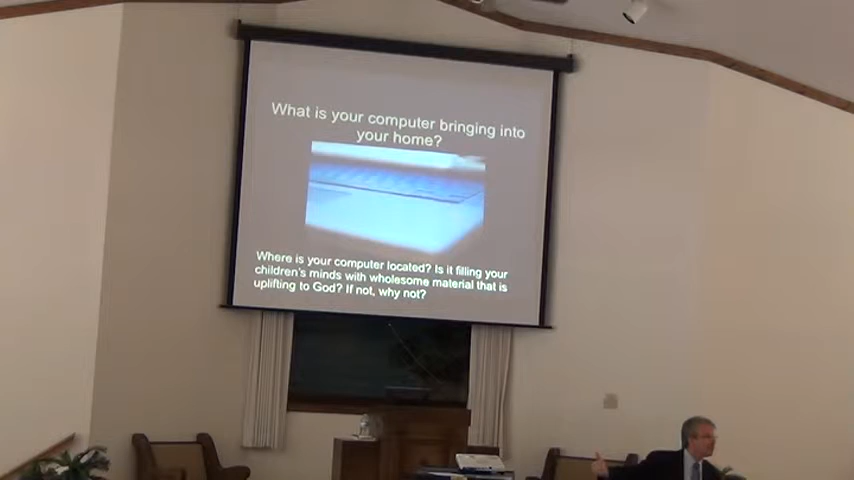 What is your computer bringing into
your home?
Where is your computer located? Is it filling your
children's minds with wholesome material that is
uplifting to God? If not, why not?